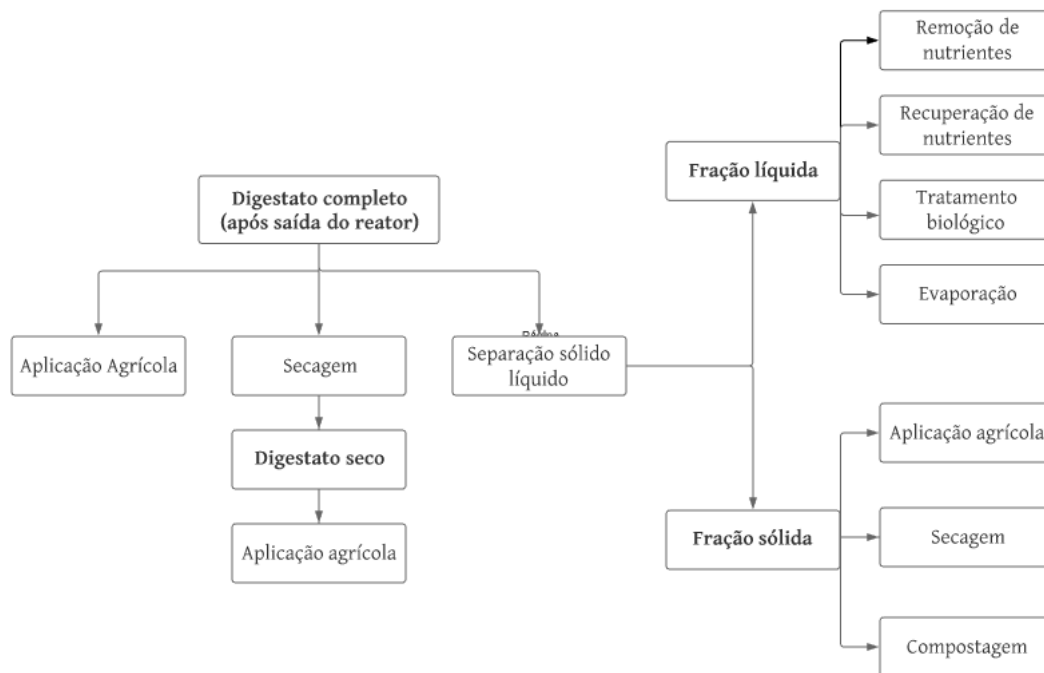 Digestato completo
(após saída do reator)
Aplicação Agrícola
Secagem
Separação sólido
líquido
Digestato seco
Aplicação agrícola
Fração líquida
Remoção de
nutrientes
Recuperação de
nutrientes
Tratamento
biológico
Evaporação
Fração sólida
Aplicação agrícola
Secagem
Compostagem